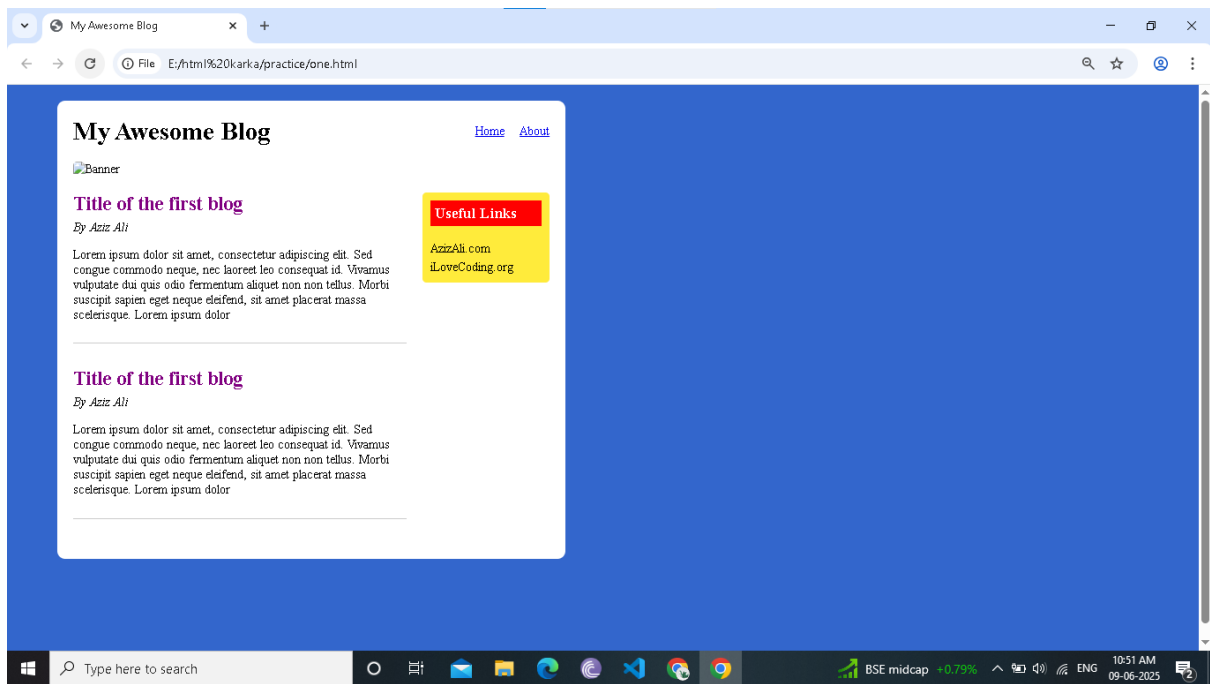 My Awesome Blog
File E:/html%20karka/practice/one.html
My Awesome Blog
Home About
Banner
Title of the first blog
By Aziz Ali
Lorem ipsum dolor sit amet, consectetur adipiscing elit. Sed
congue commodo neque, nec laoreet leo consequat id. Vivamus
vulputate dui quis odio fermentum aliquet non non tellus. Morbi
suscipit sapien eget neque eleifend, sit amet placerat massa
scelerisque. Lorem ipsum dolor
Useful Links
AzizAli.com
iLoveCoding.org
Title of the first blog
By Aziz Ali
Lorem ipsum dolor sit amet, consectetur adipiscing elit. Sed
congue commodo neque, nec laoreet leo consequat id. Vivamus
vulputate dui quis odio fermentum aliquet non non tellus. Morbi
suscipit sapien eget neque eleifend, sit amet placerat massa
scelerisque. Lorem ipsum dolor
Type here to search
BSE midcap +0.79%
ENG
10:51 AM
09-06-2025
2